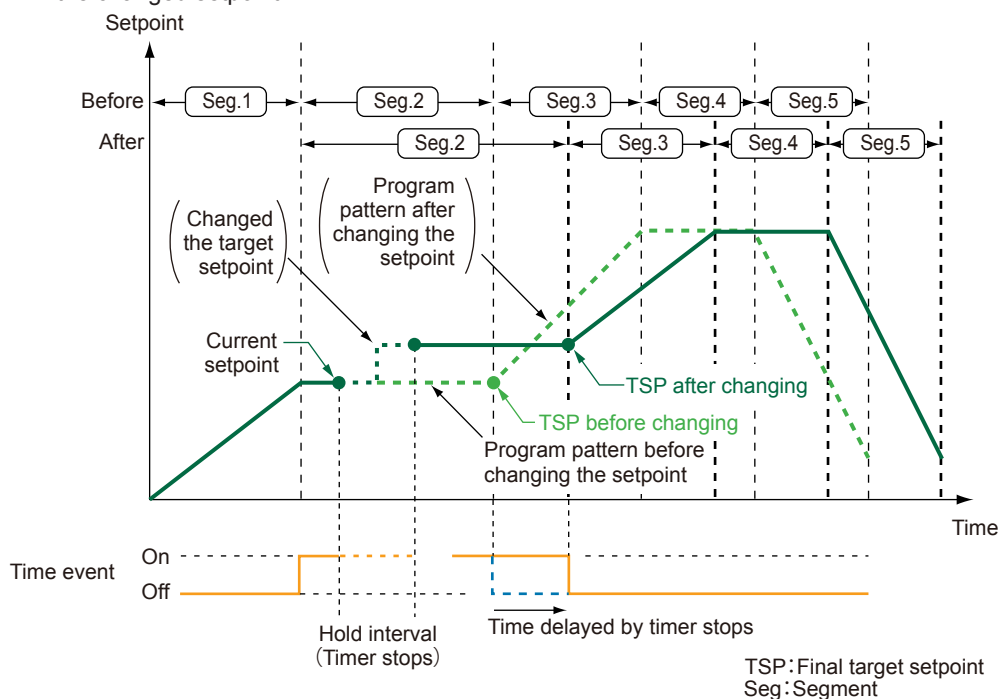 Setpoint
Before
Seg.1
Seg.2
Seg.3
Seg.4
Seg.5
After
Seg.2
Seg.3
Seg.4
Seg.5
Changed
the target
setpoint
Program
pattern after
changing the
setpoint
Current
setpoint
TSP after changing
TSP before changing
Program pattern before
changing the setpoint
Time
Time event
On
Off
Hold interval
(Timer stops)
Time delayed by timer stops
TSP:Final target setpoint
Seg:Segment